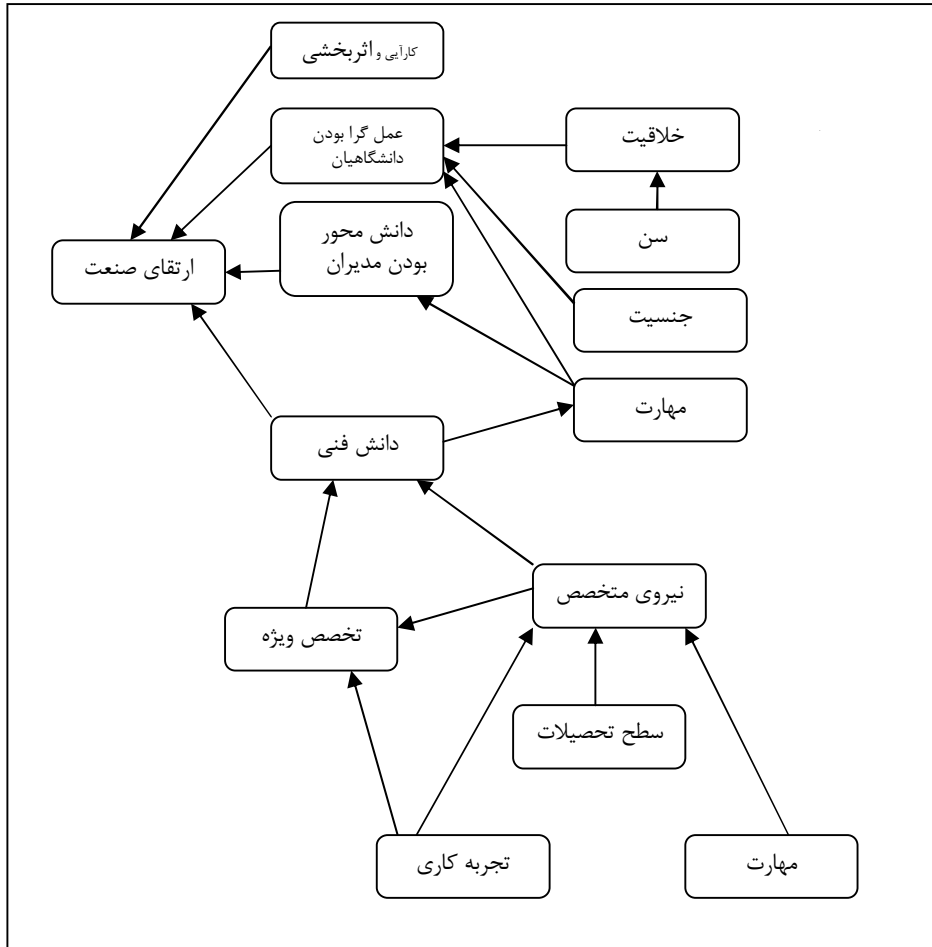 کارآیی و اثربخشی
عمل گرا بودن
دانشگاهیان
خلاقیت
دانش محور
بودن مدیران
سن
ارتقای صنعت
جنسیت
مهارت
دانش فنی
نیروی متخصص
تخصص ویژه
سطح تحصیلات
تجربه کاری
مهارت